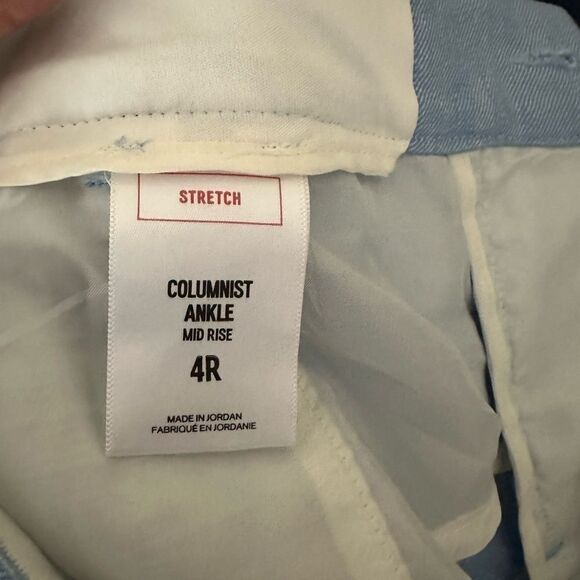 STRETCH
COLUMNIST
ANKLE
MID RISE
4R
MADE IN JORDAN
FABRIQUÉ EN JORDANIE